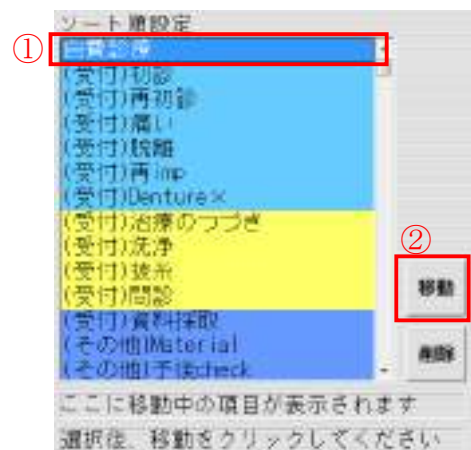 ソート順設定
①
自費診療
(受付)初診
(受付)再初診
(受付)痛い
(受付)脱離
(受付)再imp
(受付)Denture×
(受付)治療のつづき
(受付)洗浄
(受付)抜糸
(受付)問診
(受付)資料採取
(その他)Material
(その他)予後check
②
移動
削除
ここに移動中の項目が表示されます
選択後、移動をクリックしてください